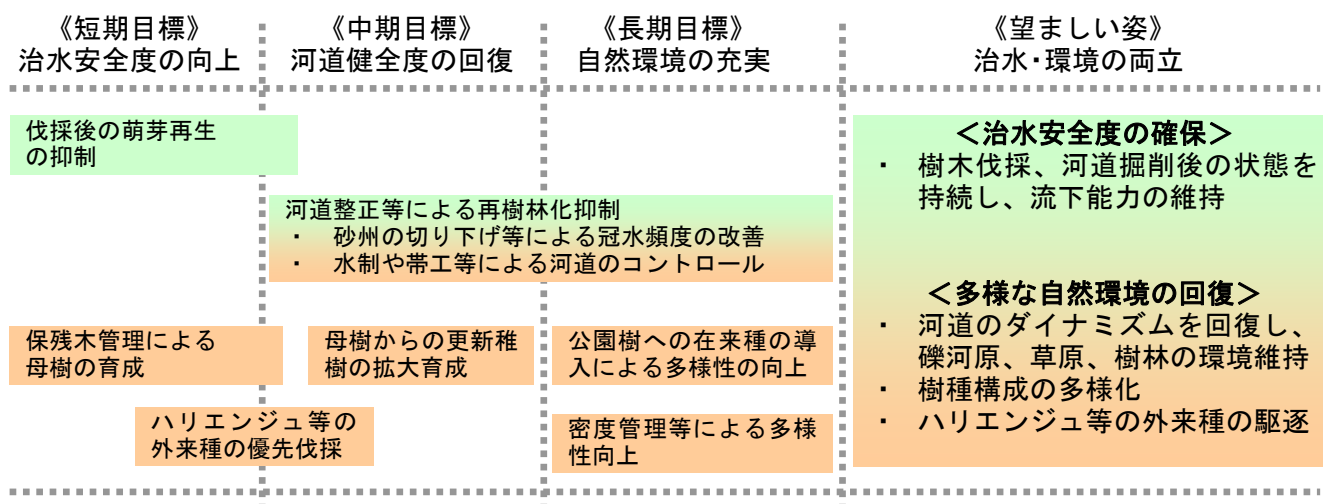 《短期目標》
治水安全度の向上
《中期目標》
河道健全度の回復
《長期目標》
自然環境の充実
《望ましい姿》
治水・環境の両立
伐採後の萌芽再生
の抑制
河道整正等による再樹林化抑制
・ 砂州の切り下げ等による冠水頻度の改善
・ 水制や帯工等による河道のコントロール
保残木管理による
母樹の育成
母樹からの更新稚
樹の拡大育成
公園樹への在来種の導
入による多様性の向上
ハリエンジュ等の
外来種の優先伐採
密度管理等による多様
性向上
＜治水安全度の確保＞
・ 樹木伐採、河道掘削後の状態を
持続し、流下能力の維持
＜多様な自然環境の回復＞
・ 河道のダイナミズムを回復し、
礫河原、草原、樹林の環境維持
・ 樹種構成の多様化
・ ハリエンジュ等の外来種の駆逐